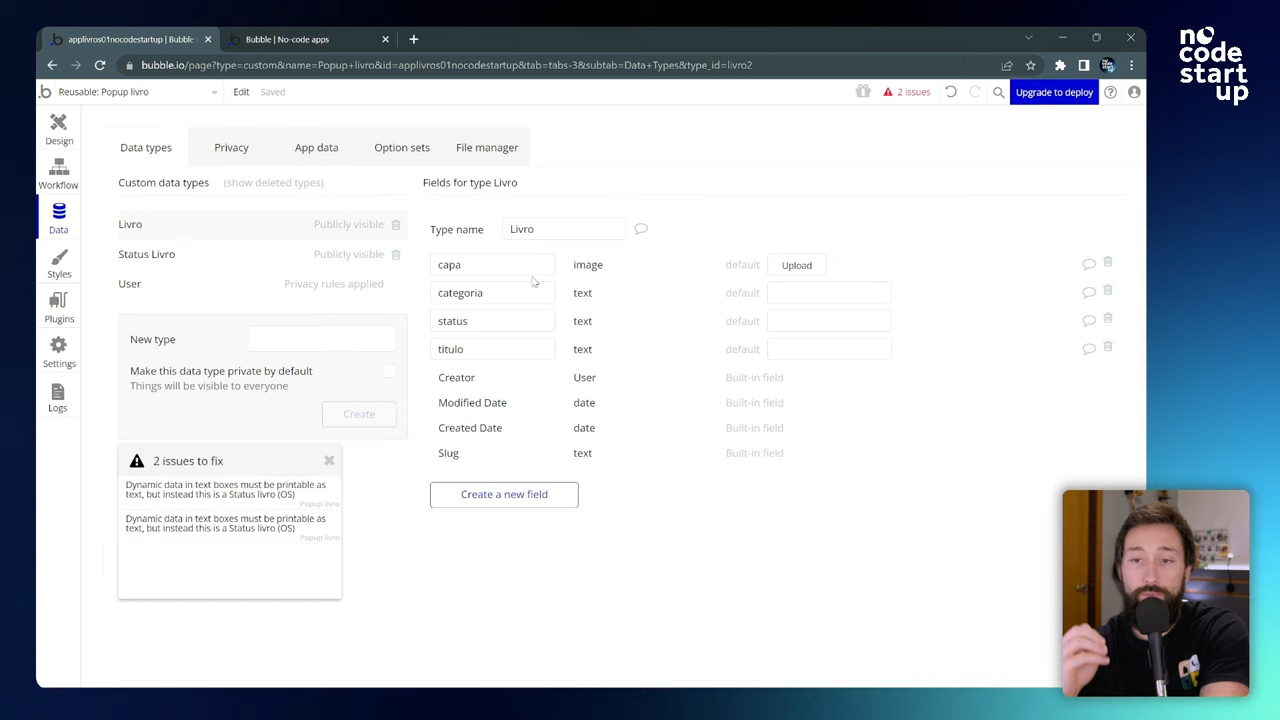 applivros01nocodestartup | Bubble
Bubble | No-code apps
no
code
start
up
bubble.io/page?type=custom&name=Popup+livro&id=applivros01nocodestartup&tab=tabs-3&subtab=Data+Types&type_id=livro2
Reusable: Popup livro
Edit
Saved
2 issues
Upgrade to deploy
Design
Workflow
Data
Styles
Plugins
Settings
Logs
Data types
Privacy
App data
Option sets
File manager
Custom data types
(show deleted types)
Livro
Publicly visible
Status Livro
Publicly visible
User
Privacy rules applied
New type
Make this data type private by default
Things will be visible to everyone
Create
2 issues to fix
Dynamic data in text boxes must be printable as
text, but instead this is a Status livro (OS)
Popup livro
Dynamic data in text boxes must be printable as
text, but instead this is a Status livro (OS)
Popup livro
Fields for type Livro
Type name
Livro
capa
image
default
Upload
categoria
text
default
status
text
default
titulo
text
default
Creator
User
Built-in field
Modified Date
date
Built-in field
Created Date
date
Built-in field
Slug
text
Built-in field
Create a new field